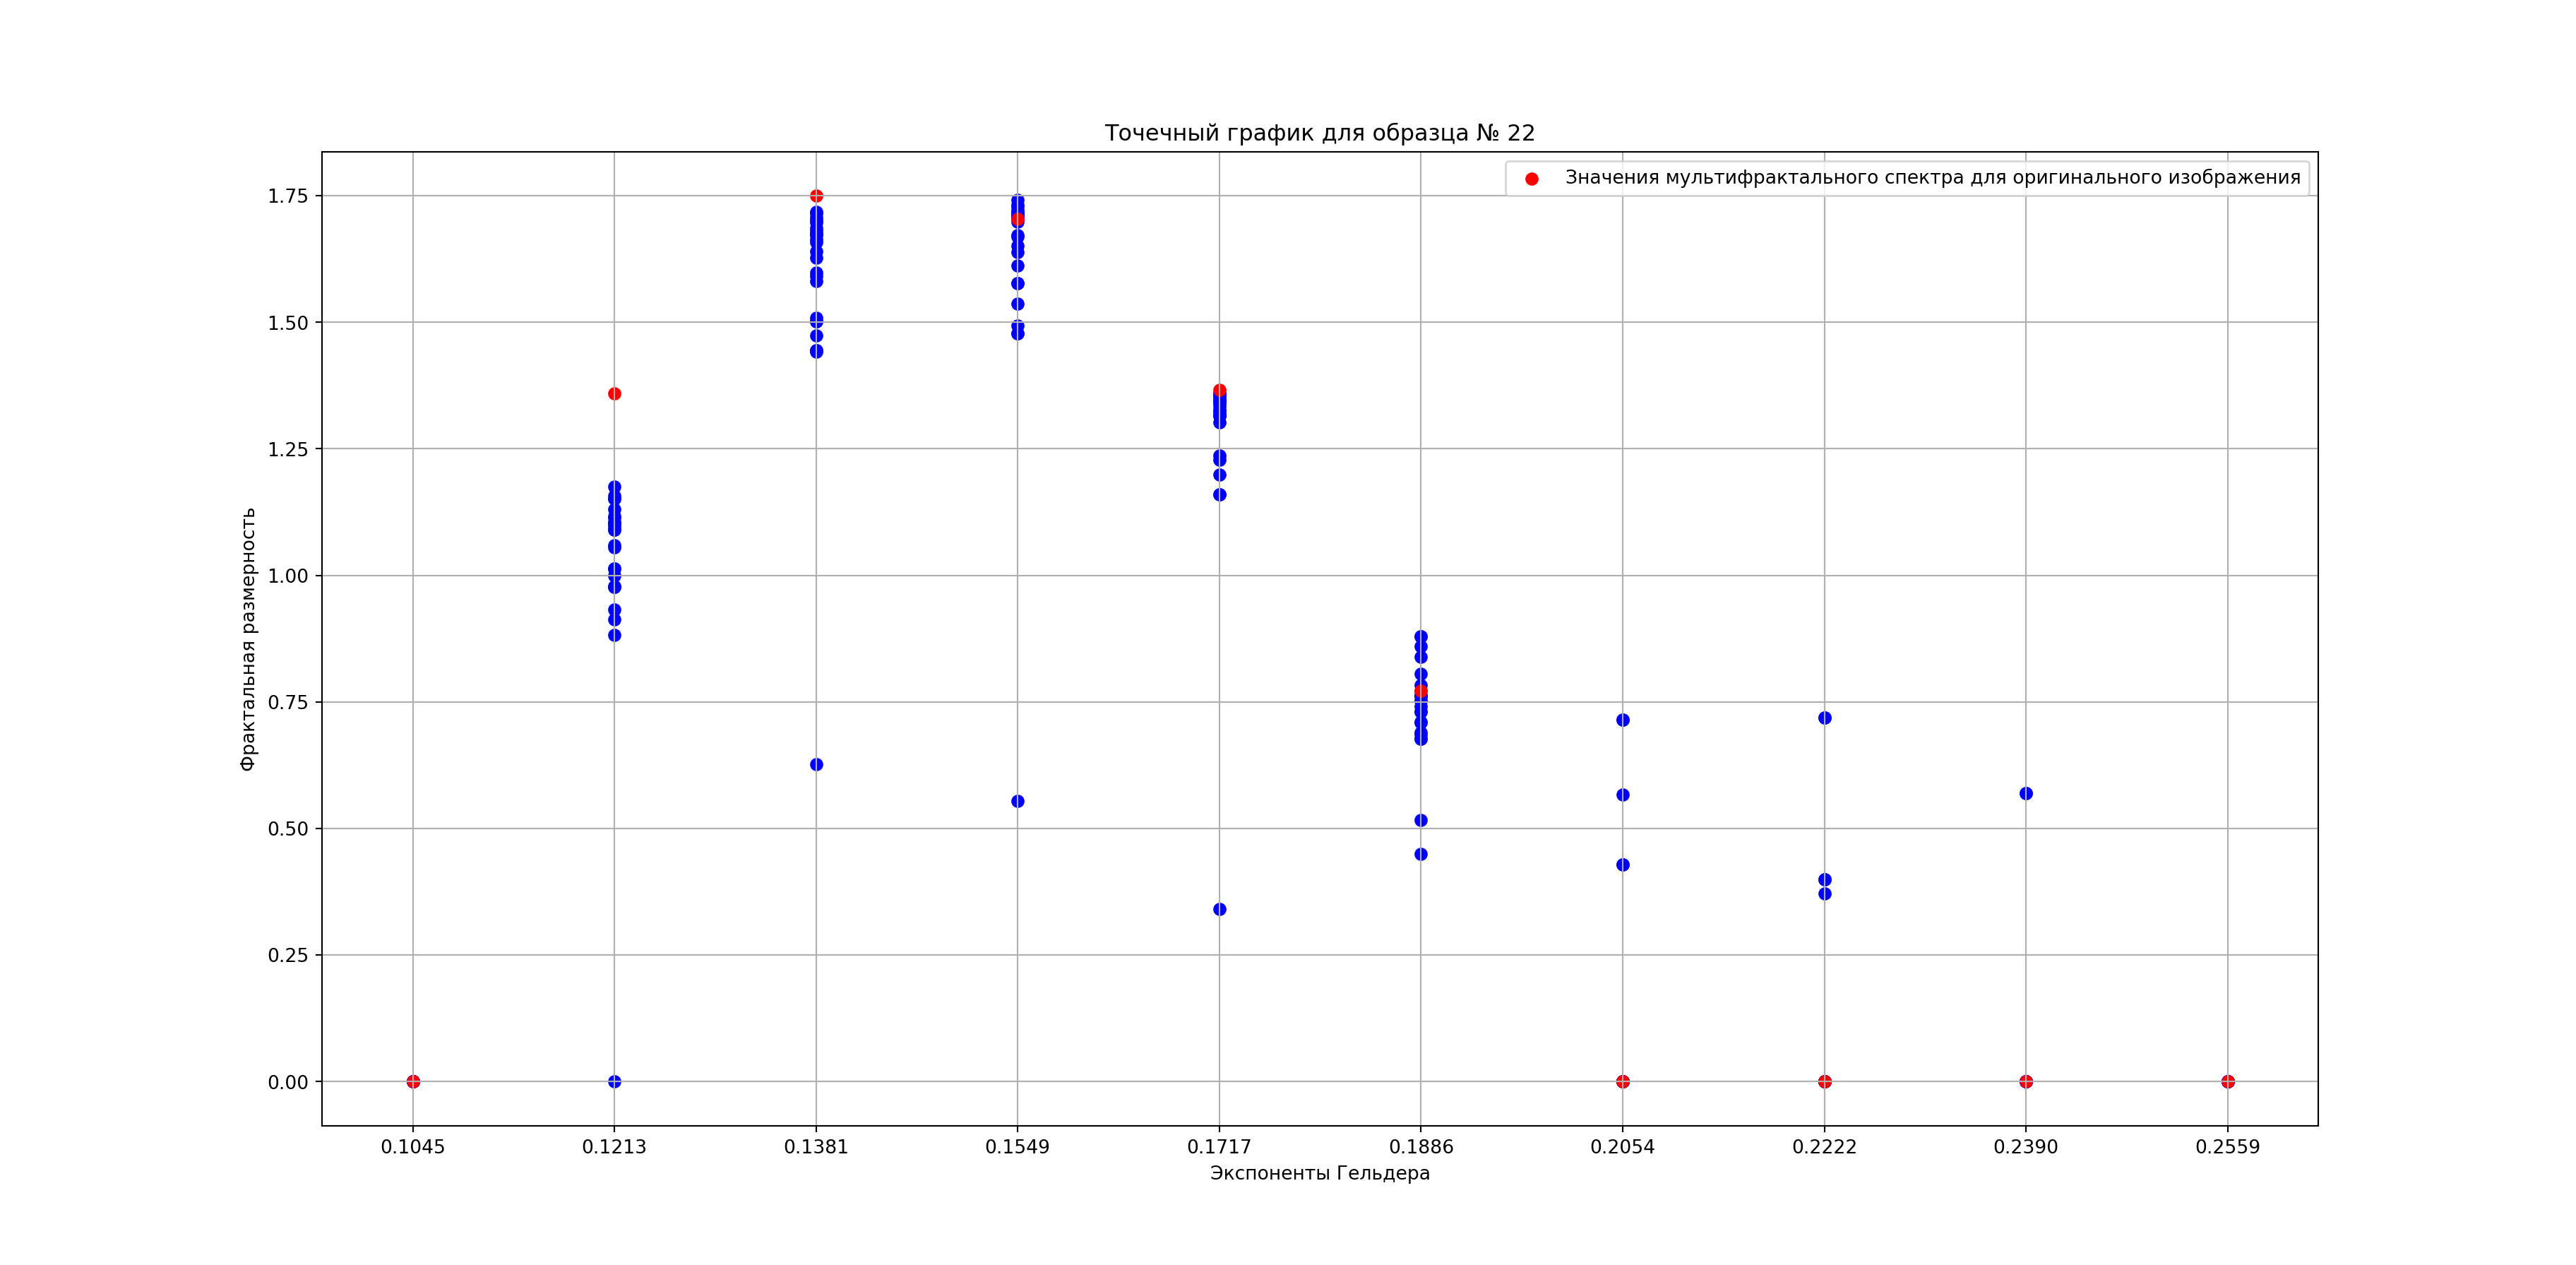 Точечный график для образца № 22
Значения мультифрактального спектра для оригинального изображения
Фрактальная размерность
1.75
1.50
1.25
1.00
0.75
0.50
0.25
0.00
0.1045 0.1213 0.1381 0.1549 0.1717 0.1886 0.2054 0.2222 0.2390 0.2559
Экспоненты Гельдера